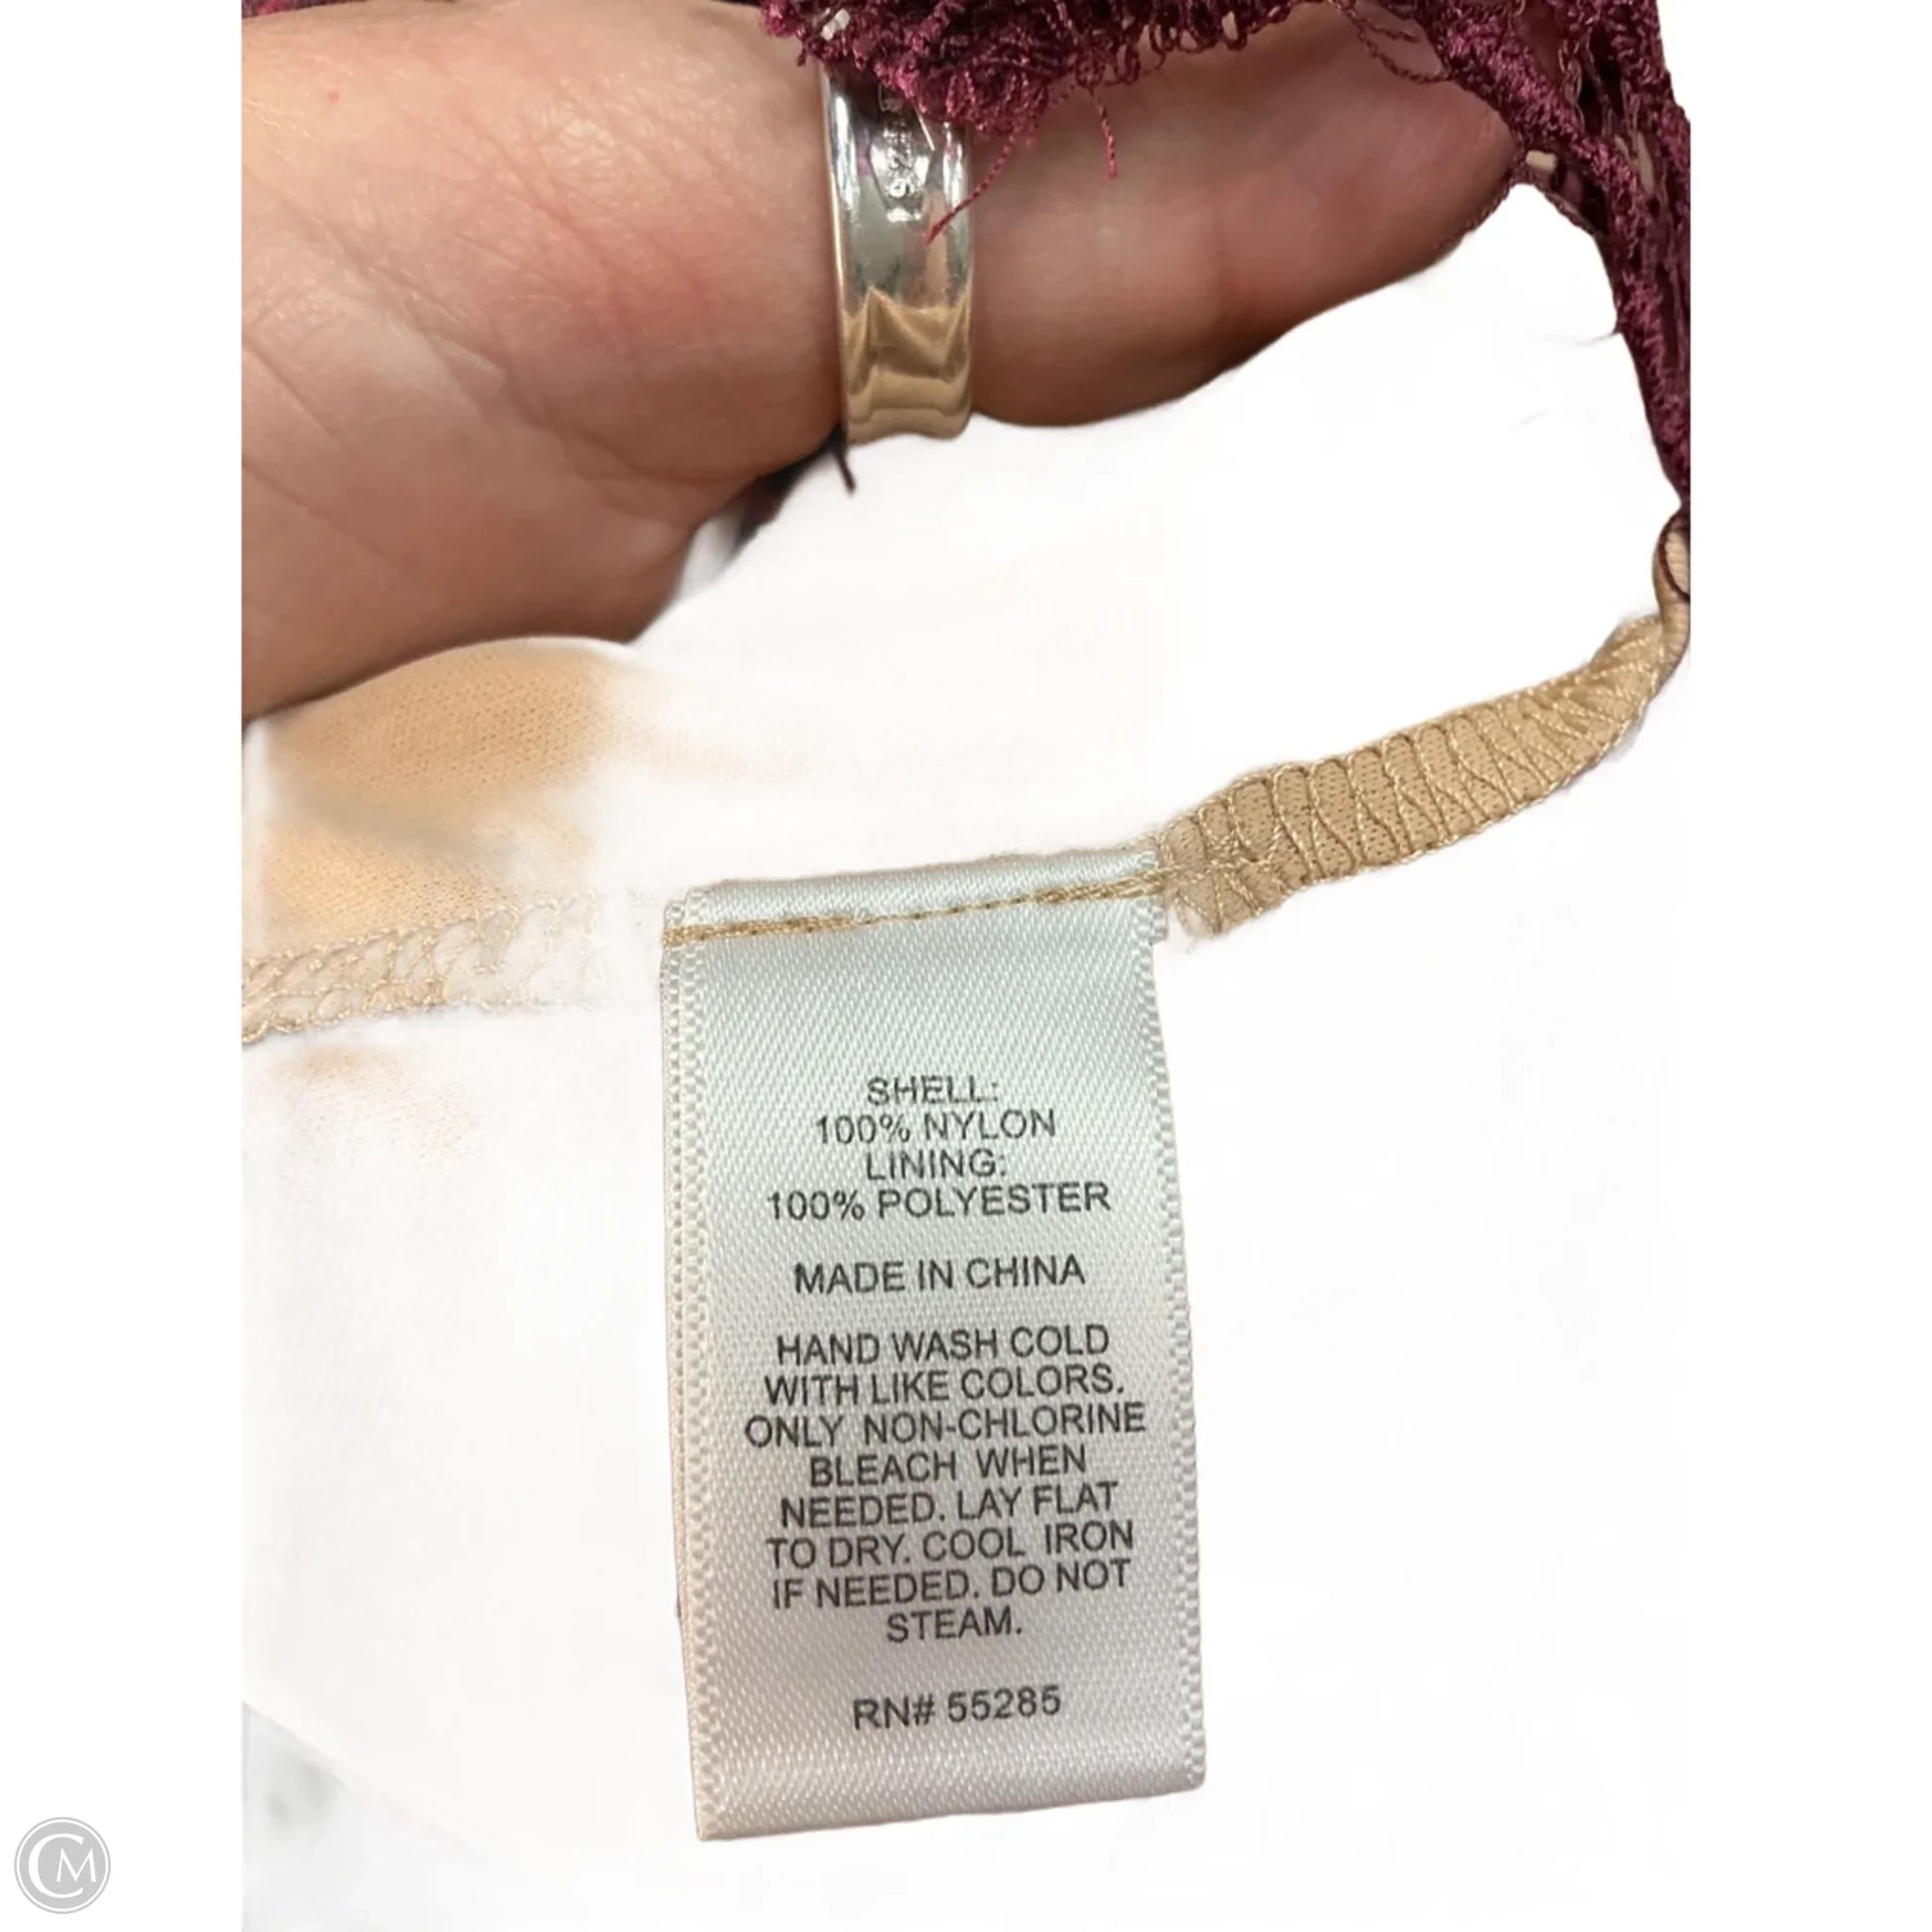 SHELL:
100% NYLON
LINING:
100% POLYESTER
MADE IN CHINA
HAND WASH COLD
WITH LIKE COLORS.
ONLY NON-CHLORINE
BLEACH WHEN
NEEDED. LAY FLAT
TO DRY. COOL IRON
IF NEEDED. DO NOT
STEAM.
RN# 55285
CM